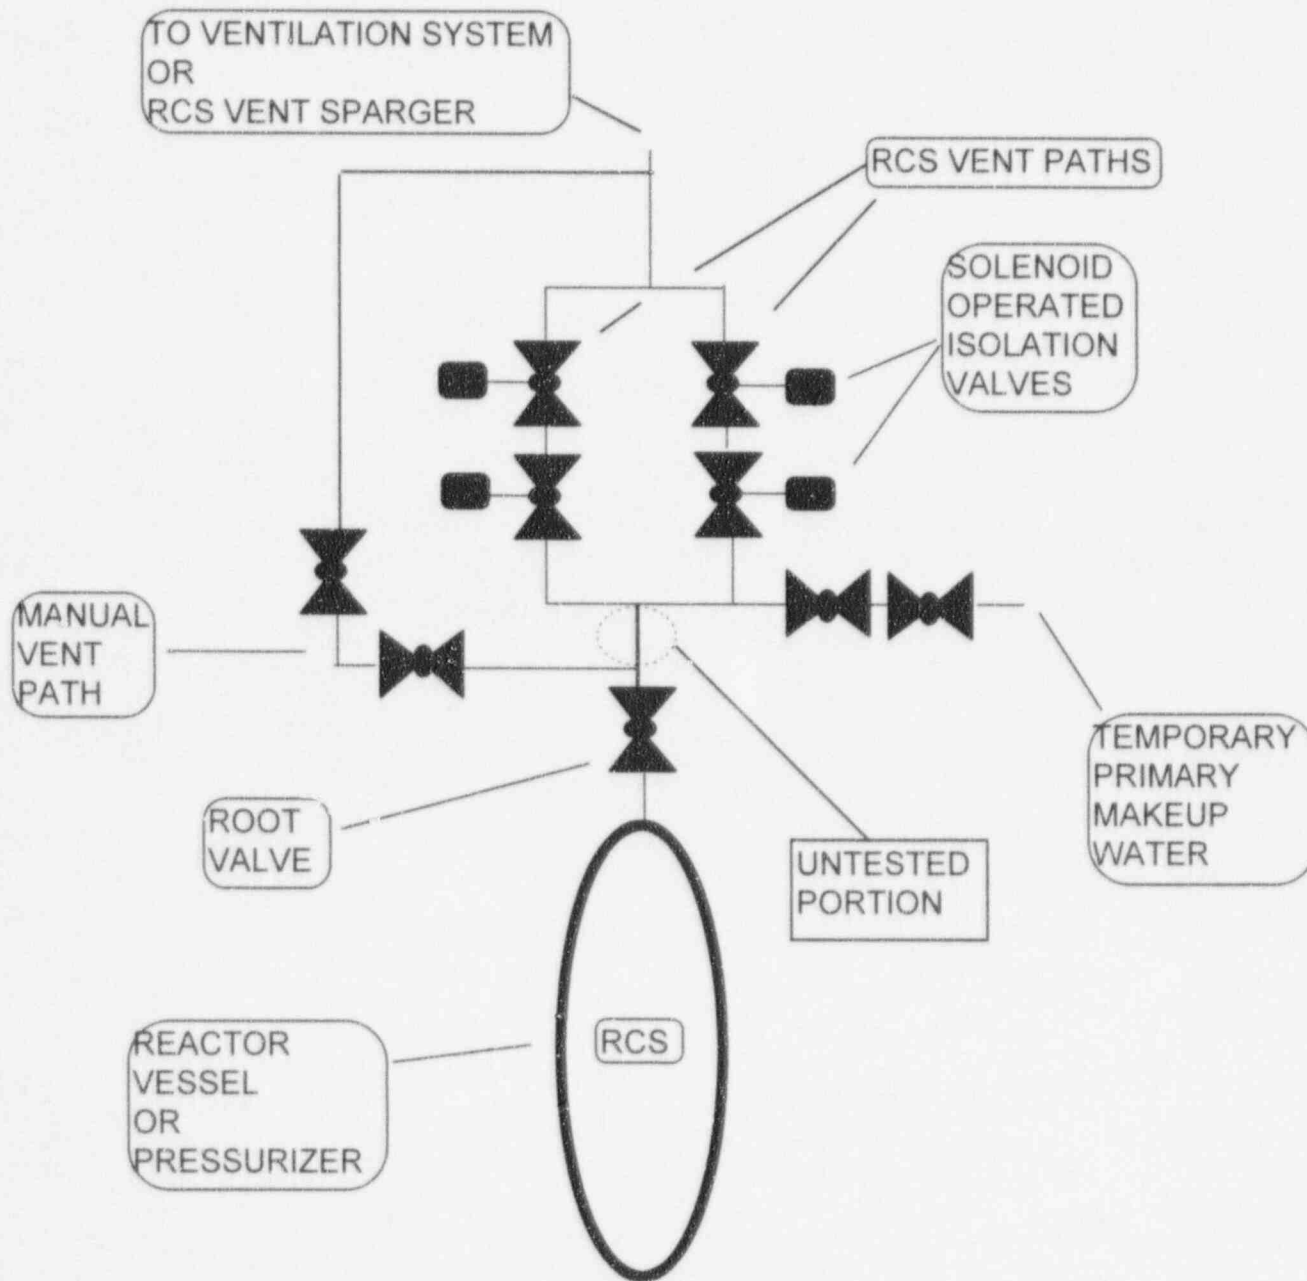 TO VENTILATION SYSTEM
OR
RCS VENT SPARGER
RCS VENT PATHS
SOLENOID
OPERATED
ISOLATION
VALVES
MANUAL
VENT
PATH
TEMPORARY
PRIMARY
MAKEUP
WATER
ROOT
VALVE
UNTESTED
PORTION
RCS
REACTOR
VESSEL
OR
PRESSURIZER